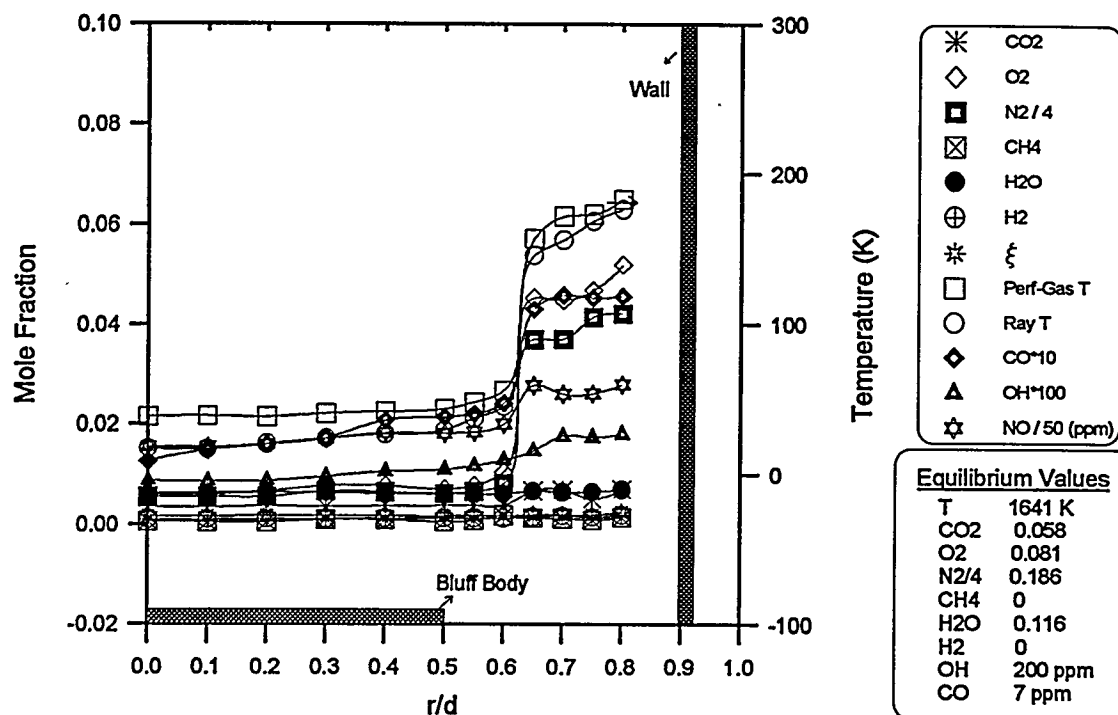 0.10
0.08
0.06
0.04
0.02
0.00
-0.02
Mole Fraction
300
200
100
0
-100
Temperature (K)
Wall
Bluff Body
0.0 0.1 0.2 0.3 0.4 0.5 0.6 0.7 0.8 0.9 1.0
r/d
CO2
O2
N2 / 4
CH4
H2O
H2
ξ
Perf-Gas T
Ray T
CO*10
OH*100
NO / 50 (ppm)
Equilibrium Values
T 1641 K
CO2 0.058
O2 0.081
N2/4 0.186
CH4 0
H2O 0.116
H2 0
OH 200 ppm
CO 7 ppm